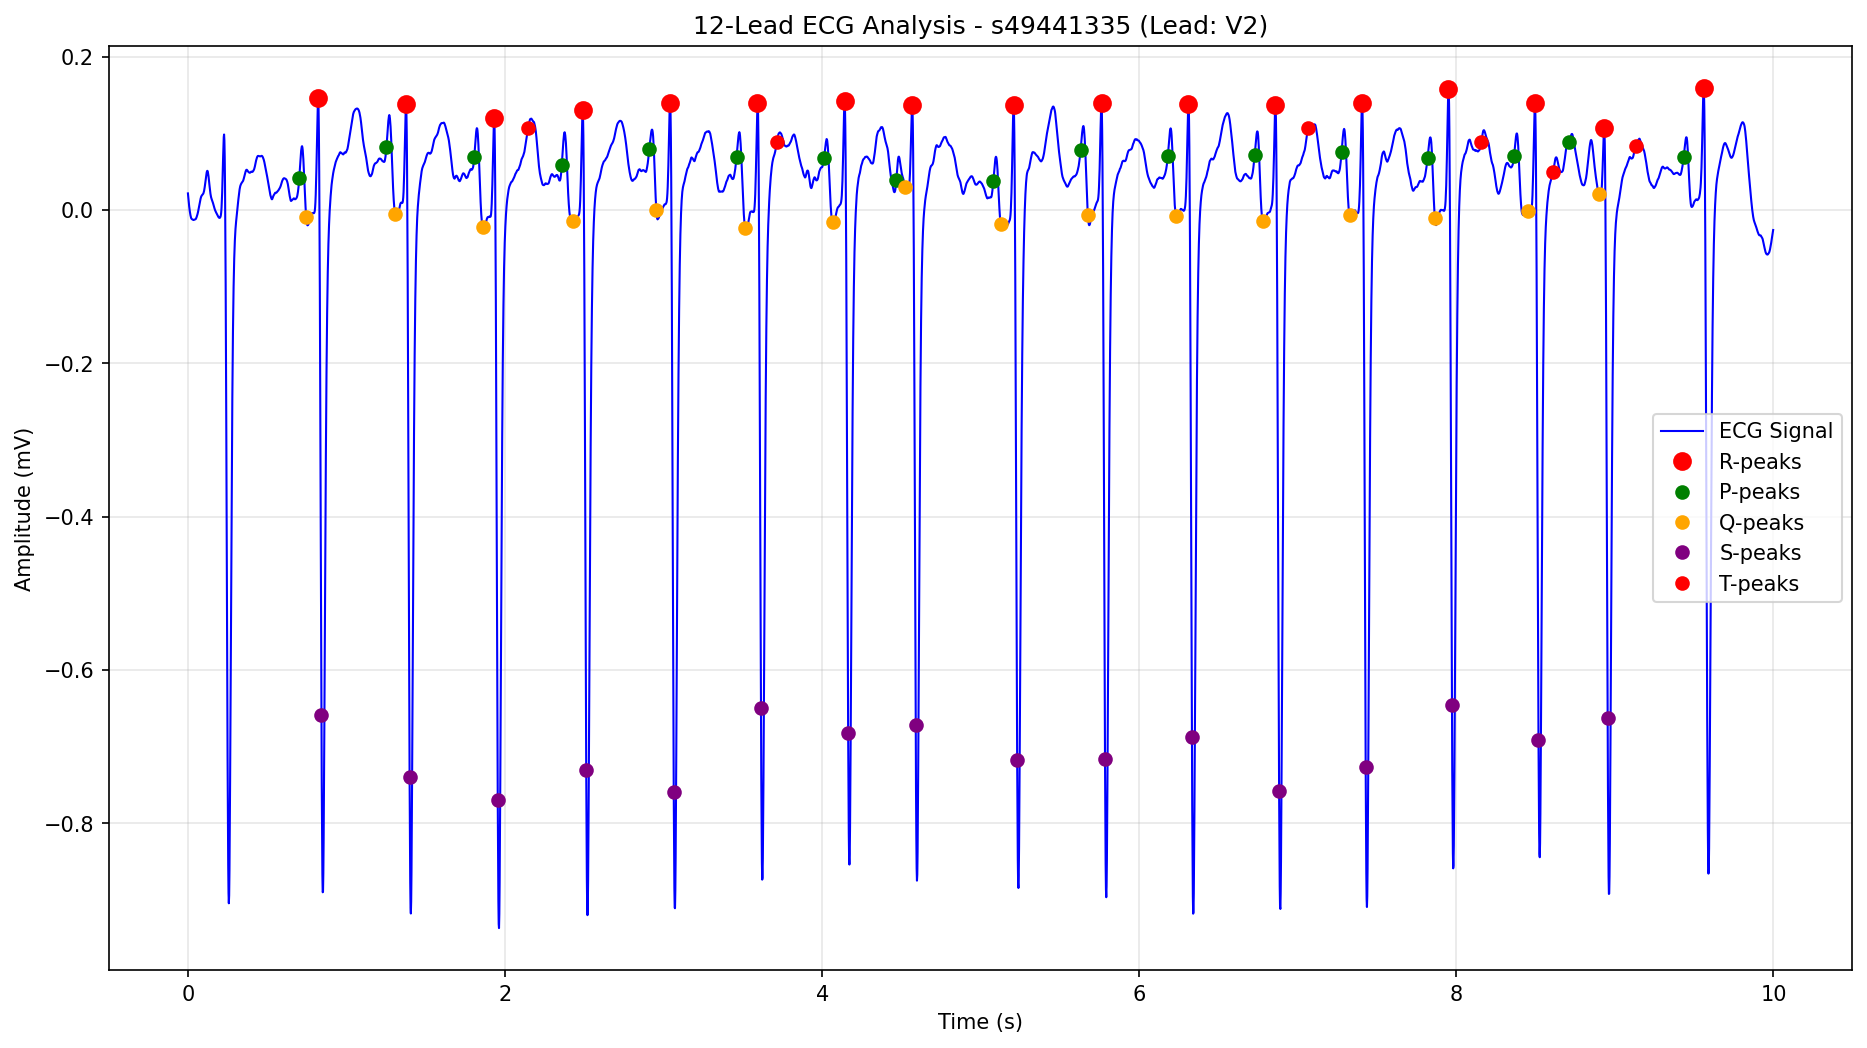 12-Lead ECG Analysis - s49441335 (Lead: V2)
0.2
0.0
−0.2
−0.4
−0.6
−0.8
Amplitude (mV)
ECG Signal
R-peaks
P-peaks
Q-peaks
S-peaks
T-peaks
0 2 4 6 8 10
Time (s)